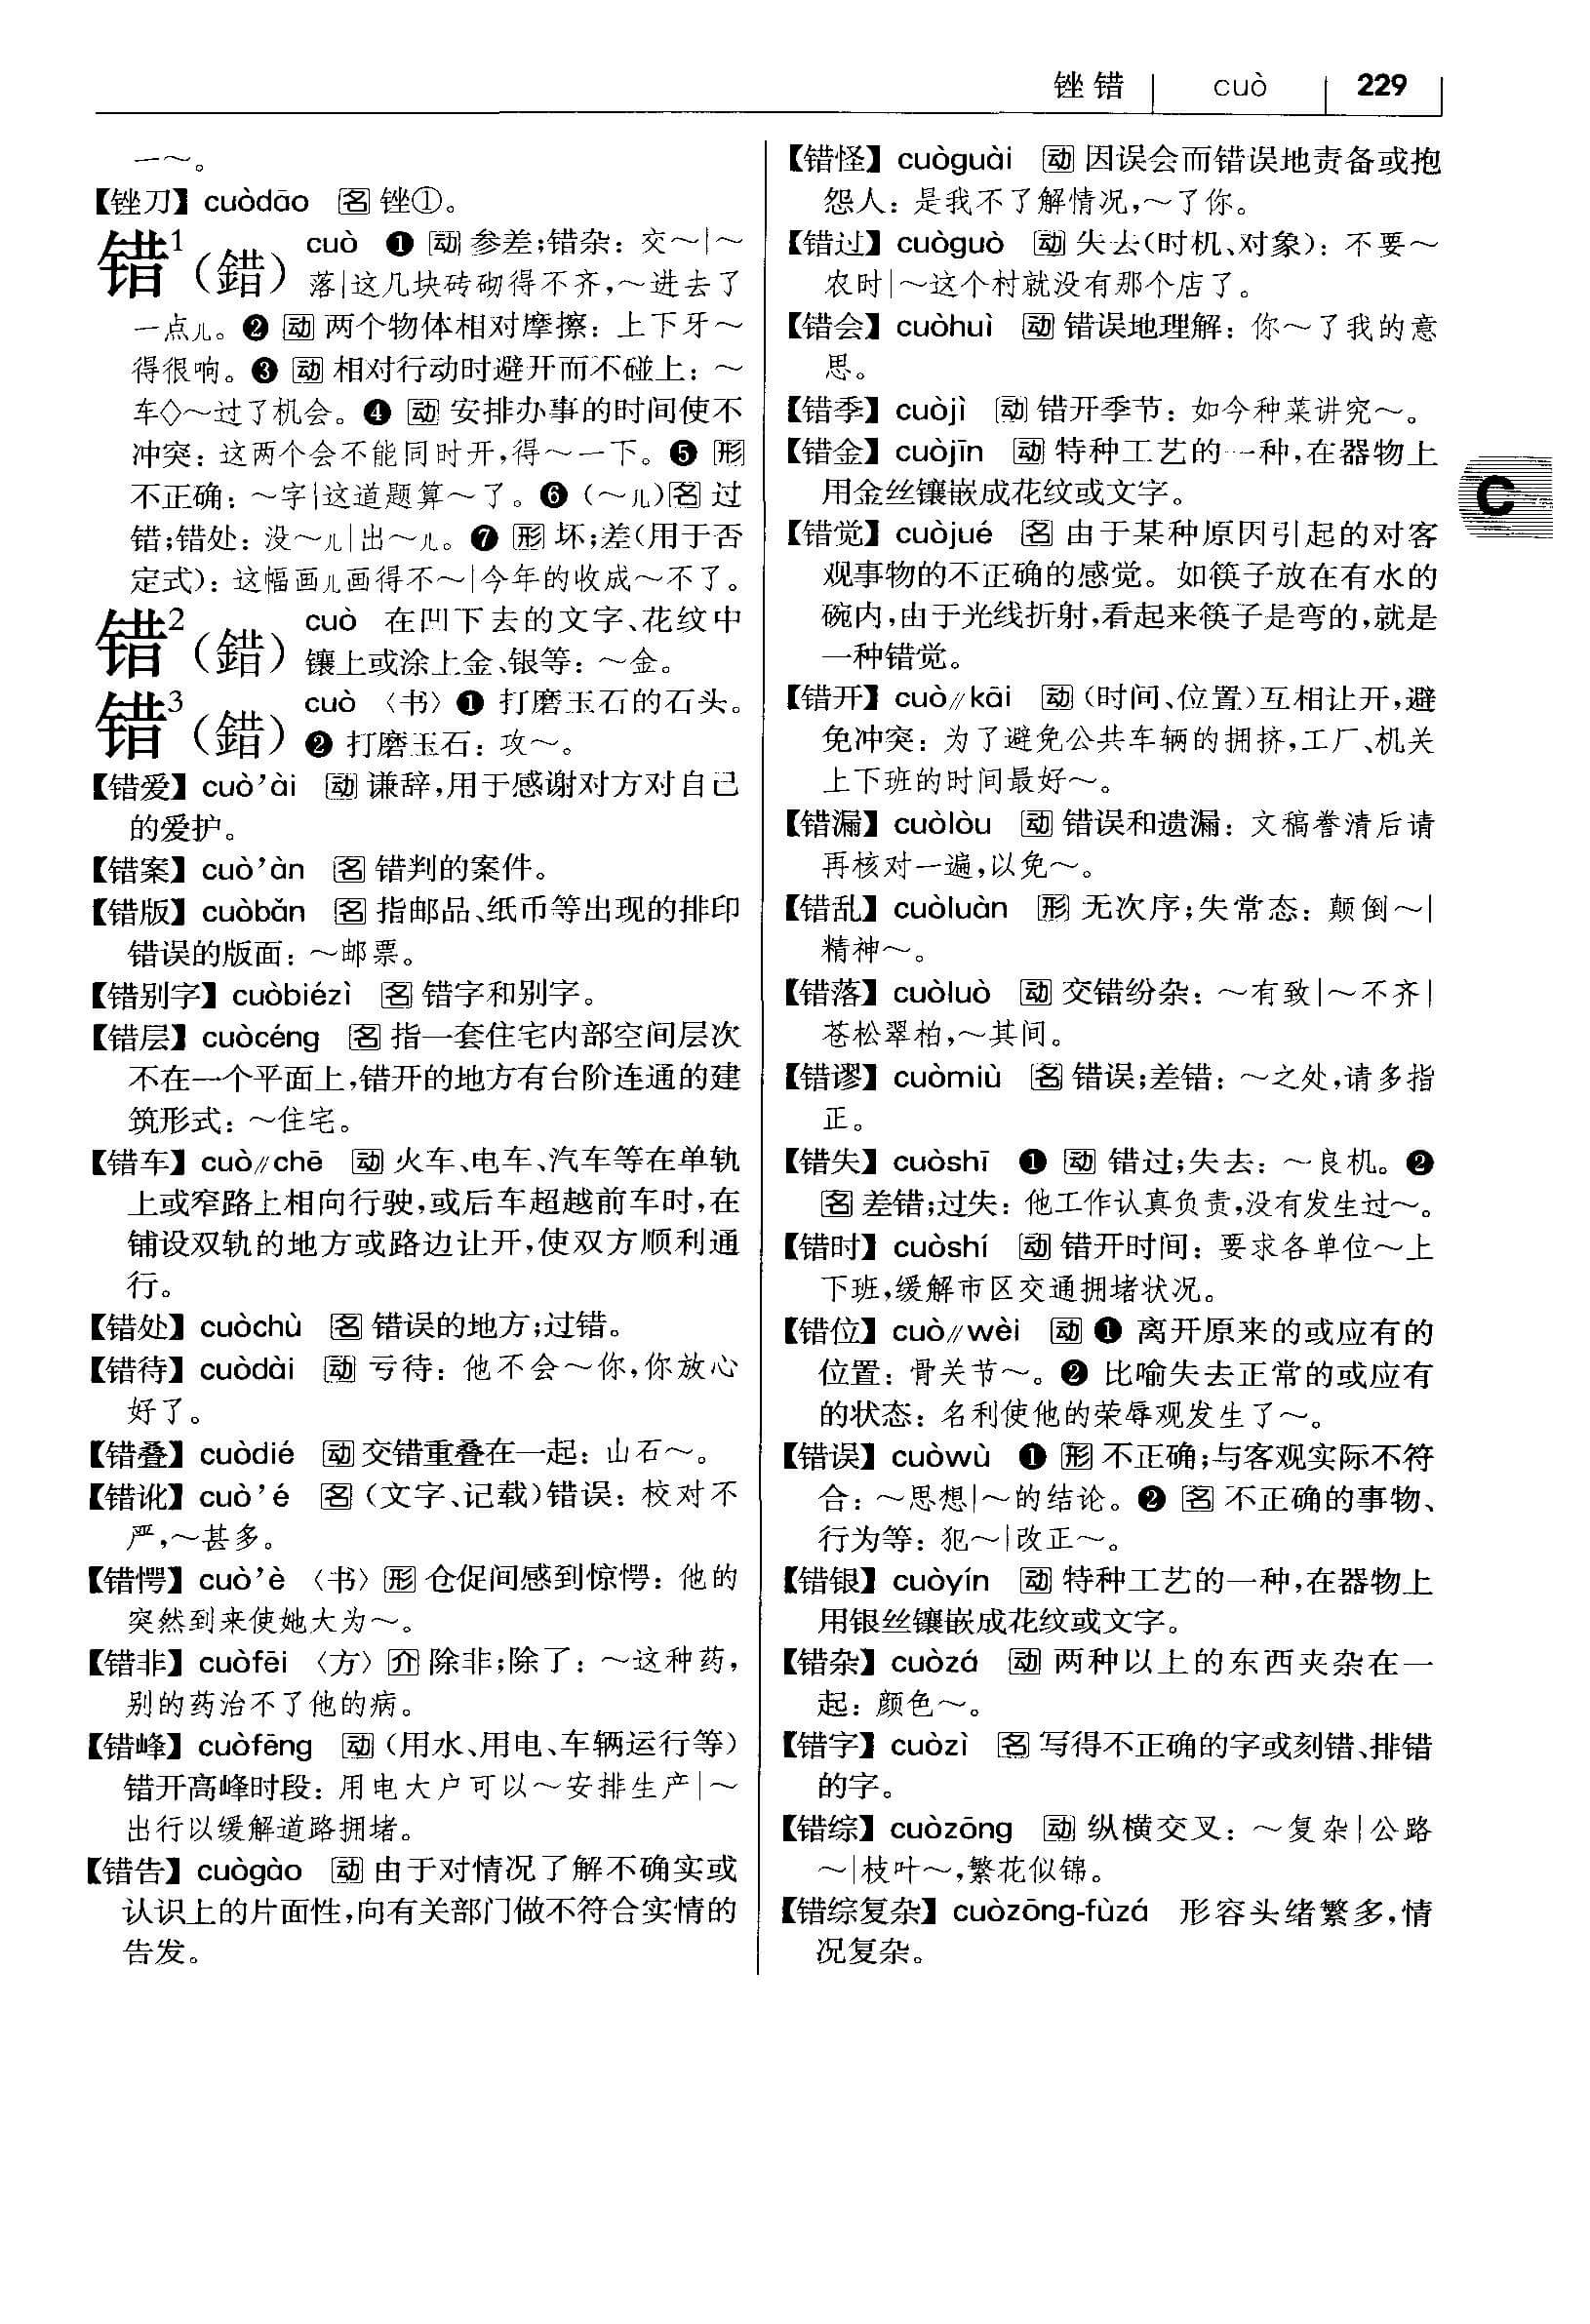 锉 错 cuò 229
一～。
【锉刀】 cuòdāo 名 锉①。
错¹(錯) cuò ❶ 动 参差;错杂：交～|～
落|这几块砖砌得不齐,～进去了
一点儿。❷ 动 两个物体相对摩擦：上下牙～
得很响。❸ 动 相对行动时避开而不碰上：～
车◇～过了机会。❹ 动 安排办事的时间使不
冲突：这两个会不能同时开,得～一下。❺ 形
不正确：～字|这道题算～了。❻ (～儿)名 过
错;错处：没～儿|出～儿。❼ 形 坏;差(用于否
定式)：这幅画儿画得不～|今年的收成～不了。
错²(錯) cuò 在凹下去的文字、花纹中
镶上或涂上金、银等：～金。
错³(錯) cuò 〈书〉❶ 打磨玉石的石头。
❷ 打磨玉石：攻～。
【错爱】 cuò'ài 动 谦辞,用于感谢对方对自己
的爱护。
【错案】 cuò'àn 名 错判的案件。
【错版】 cuòbǎn 名 指邮品、纸币等出现的排印
错误的版面：～邮票。
【错别字】 cuòbiézì 名 错字和别字。
【错层】 cuòcéng 名 指一套住宅内部空间层次
不在一个平面上,错开的地方有台阶连通的建
筑形式：～住宅。
【错车】 cuò∥chē 动 火车、电车、汽车等在单轨
上或窄路上相向行驶,或后车超越前车时,在
铺设双轨的地方或路边让开,使双方顺利通
行。
【错处】 cuòchù 名 错误的地方;过错。
【错待】 cuòdài 动 亏待：他不会～你,你放心
好了。
【错叠】 cuòdié 动 交错重叠在一起：山石～。
【错讹】 cuò'é 名 (文字、记载)错误：校对不
严,～甚多。
【错愕】 cuò'è 〈书〉形 仓促间感到惊愕：他的
突然到来使她大为～。
【错非】 cuòfēi 〈方〉介 除非;除了：～这种药,
别的药治不了他的病。
【错峰】 cuòfēng 动 (用水、用电、车辆运行等)
错开高峰时段：用电大户可以～安排生产|～
出行以缓解道路拥堵。
【错告】 cuògào 动 由于对情况了解不确实或
认识上的片面性,向有关部门做不符合实情的
告发。
【错怪】 cuòguài 动 因误会而错误地责备或抱
怨人：是我不了解情况,～了你。
【错过】 cuòguò 动 失去(时机、对象)：不要～
农时|～这个村就没有那个店了。
【错会】 cuòhuì 动 错误地理解：你～了我的意
思。
【错季】 cuòjì 动 错开季节：如今种菜讲究～。
【错金】 cuòjīn 动 特种工艺的一种,在器物上
用金丝镶嵌成花纹或文字。
C
【错觉】 cuòjué 名 由于某种原因引起的对客
观事物的不正确的感觉。如筷子放在有水的
碗内,由于光线折射,看起来筷子是弯的,就是
一种错觉。
【错开】 cuò∥kāi 动 (时间、位置)互相让开,避
免冲突：为了避免公共车辆的拥挤,工厂、机关
上下班的时间最好～。
【错漏】 cuòlòu 动 错误和遗漏：文稿誊清后请
再核对一遍,以免～。
【错乱】 cuòluàn 形 无次序;失常态：颠倒～|
精神～。
【错落】 cuòluò 动 交错纷杂：～有致|～不齐|
苍松翠柏,～其间。
【错谬】 cuòmiù 名 错误;差错：～之处,请多指
正。
【错失】 cuòshī ❶ 动 错过;失去：～良机。❷
名 差错;过失：他工作认真负责,没有发生过～。
【错时】 cuòshí 动 错开时间：要求各单位～上
下班,缓解市区交通拥堵状况。
【错位】 cuò∥wèi 动 ❶ 离开原来的或应有的
位置：骨关节～。❷ 比喻失去正常的或应有
的状态：名利使他的荣辱观发生了～。
【错误】 cuòwù ❶ 形 不正确;与客观实际不符
合：～思想|～的结论。❷ 名 不正确的事物、
行为等：犯～|改正～。
【错银】 cuòyín 动 特种工艺的一种,在器物上
用银丝镶嵌成花纹或文字。
【错杂】 cuòzá 动 两种以上的东西夹杂在一
起：颜色～。
【错字】 cuòzì 名 写得不正确的字或刻错、排错
的字。
【错综】 cuòzōng 动 纵横交叉：～复杂|公路
～|枝叶～,繁花似锦。
【错综复杂】 cuòzōng-fùzá 形容头绪繁多,情
况复杂。